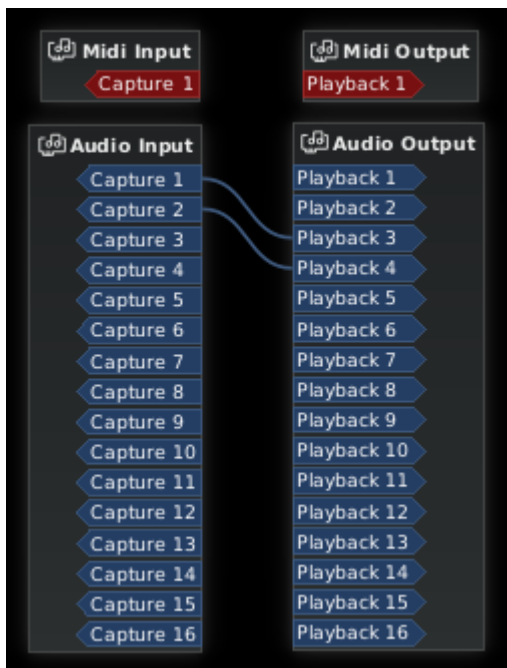 Midi Input
Capture 1
Midi Output
Playback 1
Audio Input
Capture 1
Capture 2
Capture 3
Capture 4
Capture 5
Capture 6
Capture 7
Capture 8
Capture 9
Capture 10
Capture 11
Capture 12
Capture 13
Capture 14
Capture 15
Capture 16
Audio Output
Playback 1
Playback 2
Playback 3
Playback 4
Playback 5
Playback 6
Playback 7
Playback 8
Playback 9
Playback 10
Playback 11
Playback 12
Playback 13
Playback 14
Playback 15
Playback 16